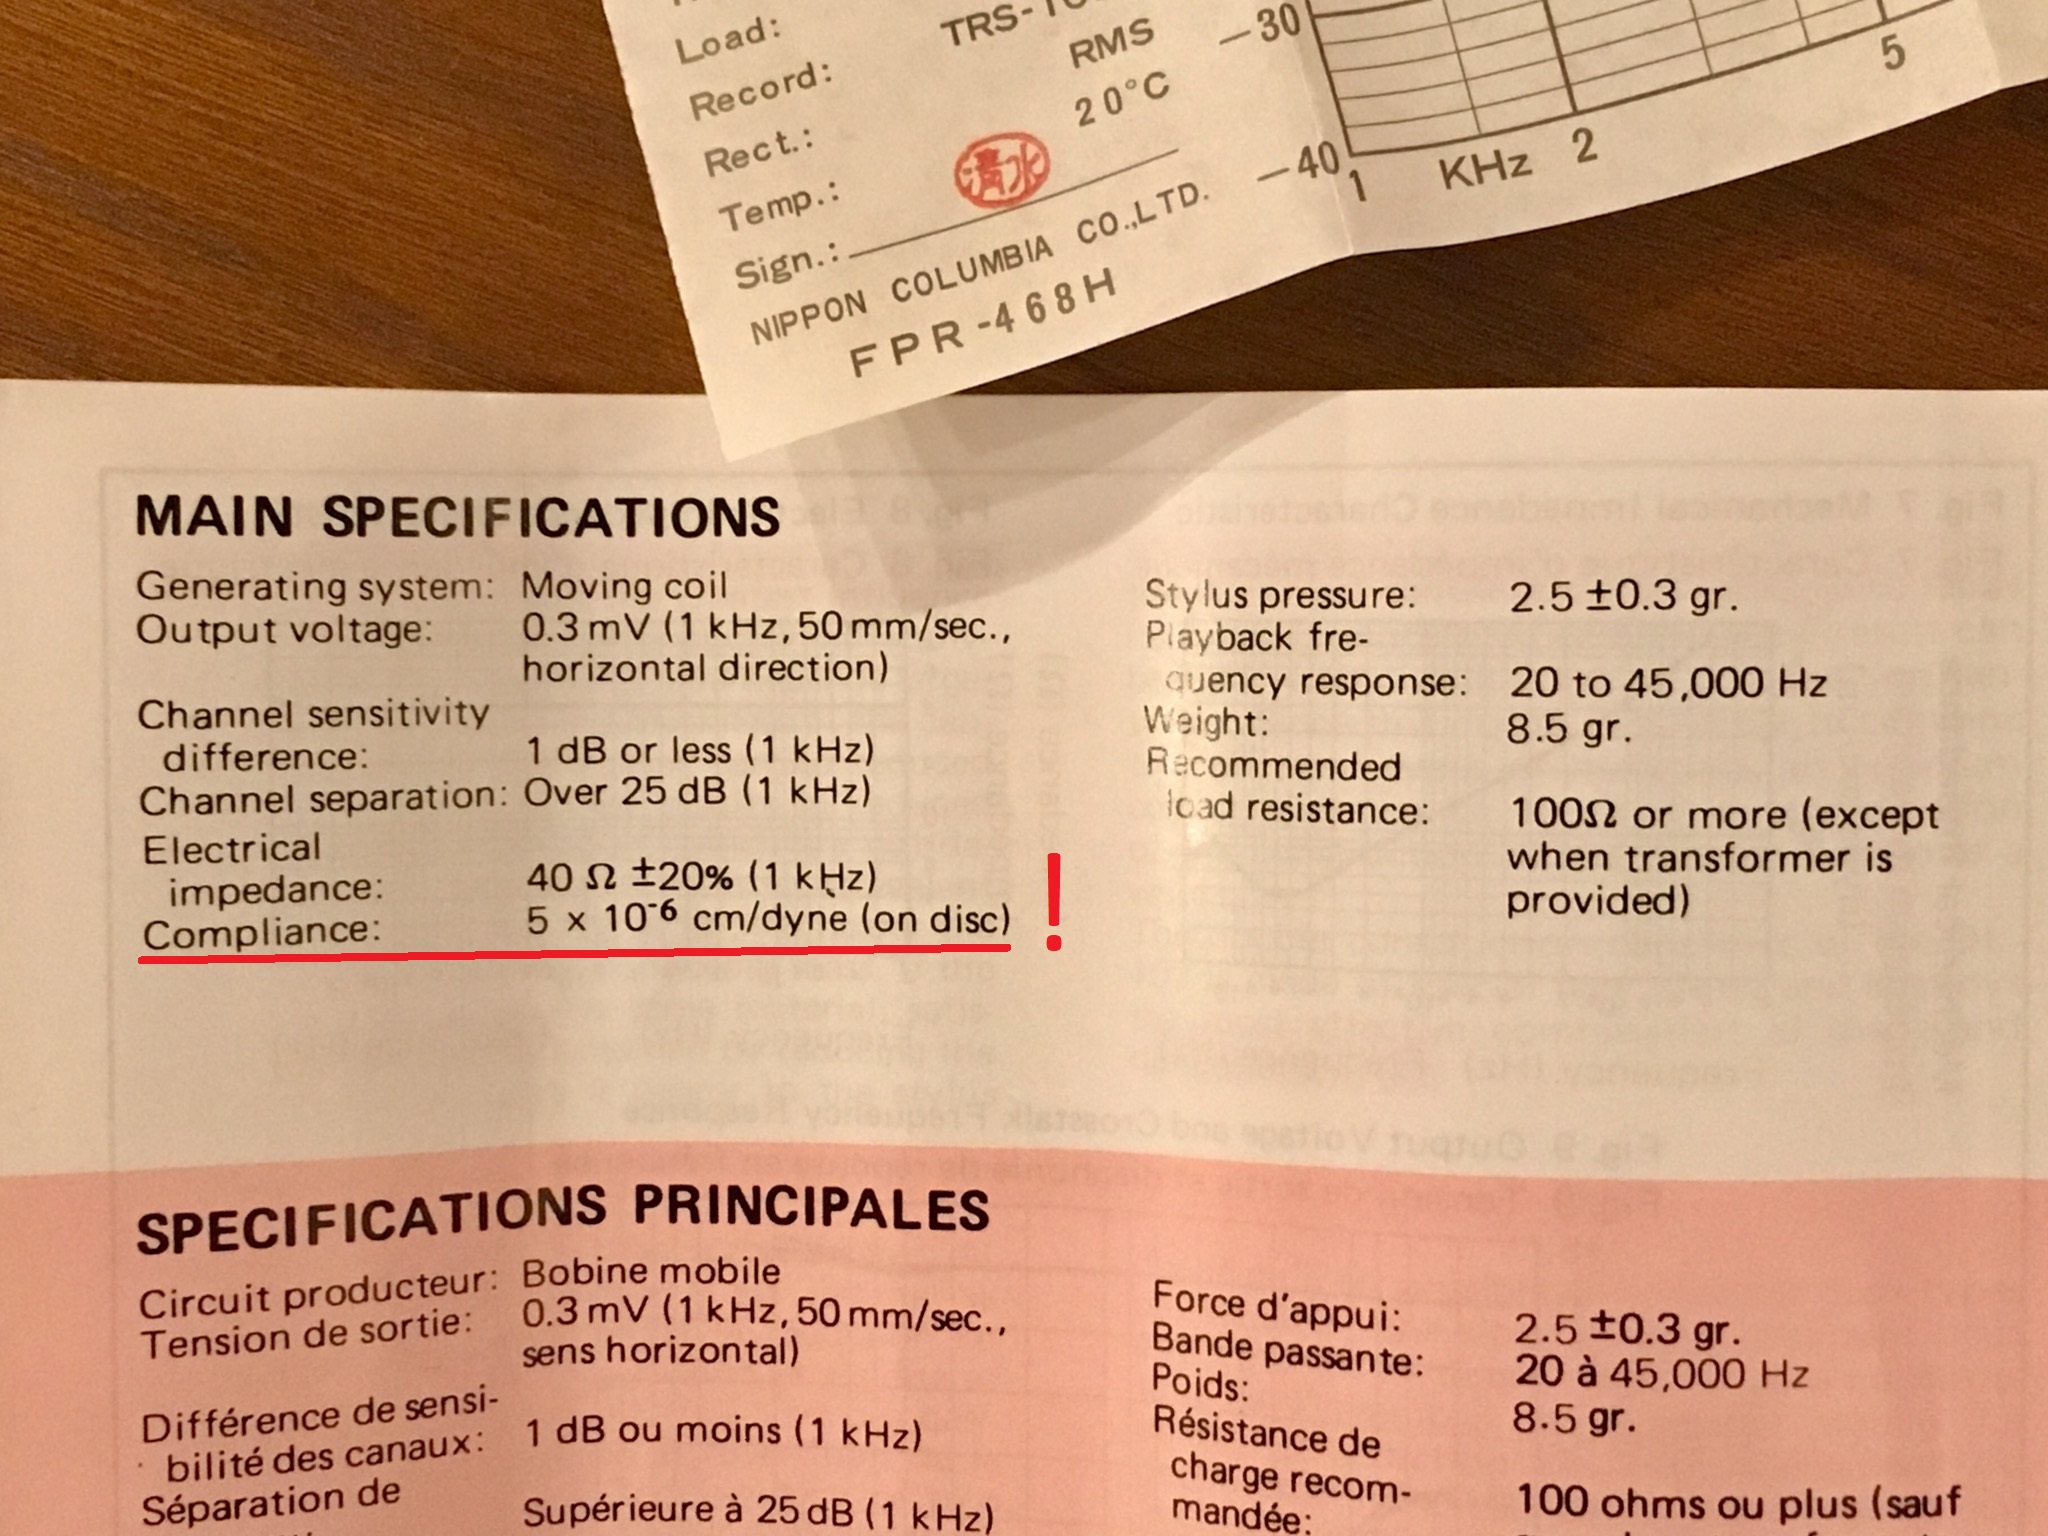 Load:
Record:
Rect.: RMS
Temp.: 20°C
清水
Sign.:
NIPPON COLUMBIA CO.,LTD.
FPR-468H
-30
-40
1 KHz 2 5
MAIN SPECIFICATIONS
Generating system: Moving coil
Output voltage: 0.3 mV (1 kHz, 50 mm/sec.,
horizontal direction)
Channel sensitivity
difference: 1 dB or less (1 kHz)
Channel separation: Over 25 dB (1 kHz)
Electrical
impedance: 40 Ω ±20% (1 kHz)
Compliance: 5 x 10⁻⁶ cm/dyne (on disc) !
Stylus pressure: 2.5 ±0.3 gr.
Playback fre-
quency response: 20 to 45,000 Hz
Weight: 8.5 gr.
Recommended
load resistance: 100Ω or more (except
when transformer is
provided)
SPECIFICATIONS PRINCIPALES
Circuit producteur: Bobine mobile
Tension de sortie: 0.3 mV (1 kHz, 50 mm/sec.,
sens horizontal)
Différence de sensi-
bilité des canaux: 1 dB ou moins (1 kHz)
Séparation de
Supérieure à 25 dB (1 kHz)
Force d'appui: 2.5 ±0.3 gr.
Bande passante: 20 à 45,000 Hz
Poids: 8.5 gr.
Résistance de
charge recom-
mandée: 100 ohms ou plus (sauf